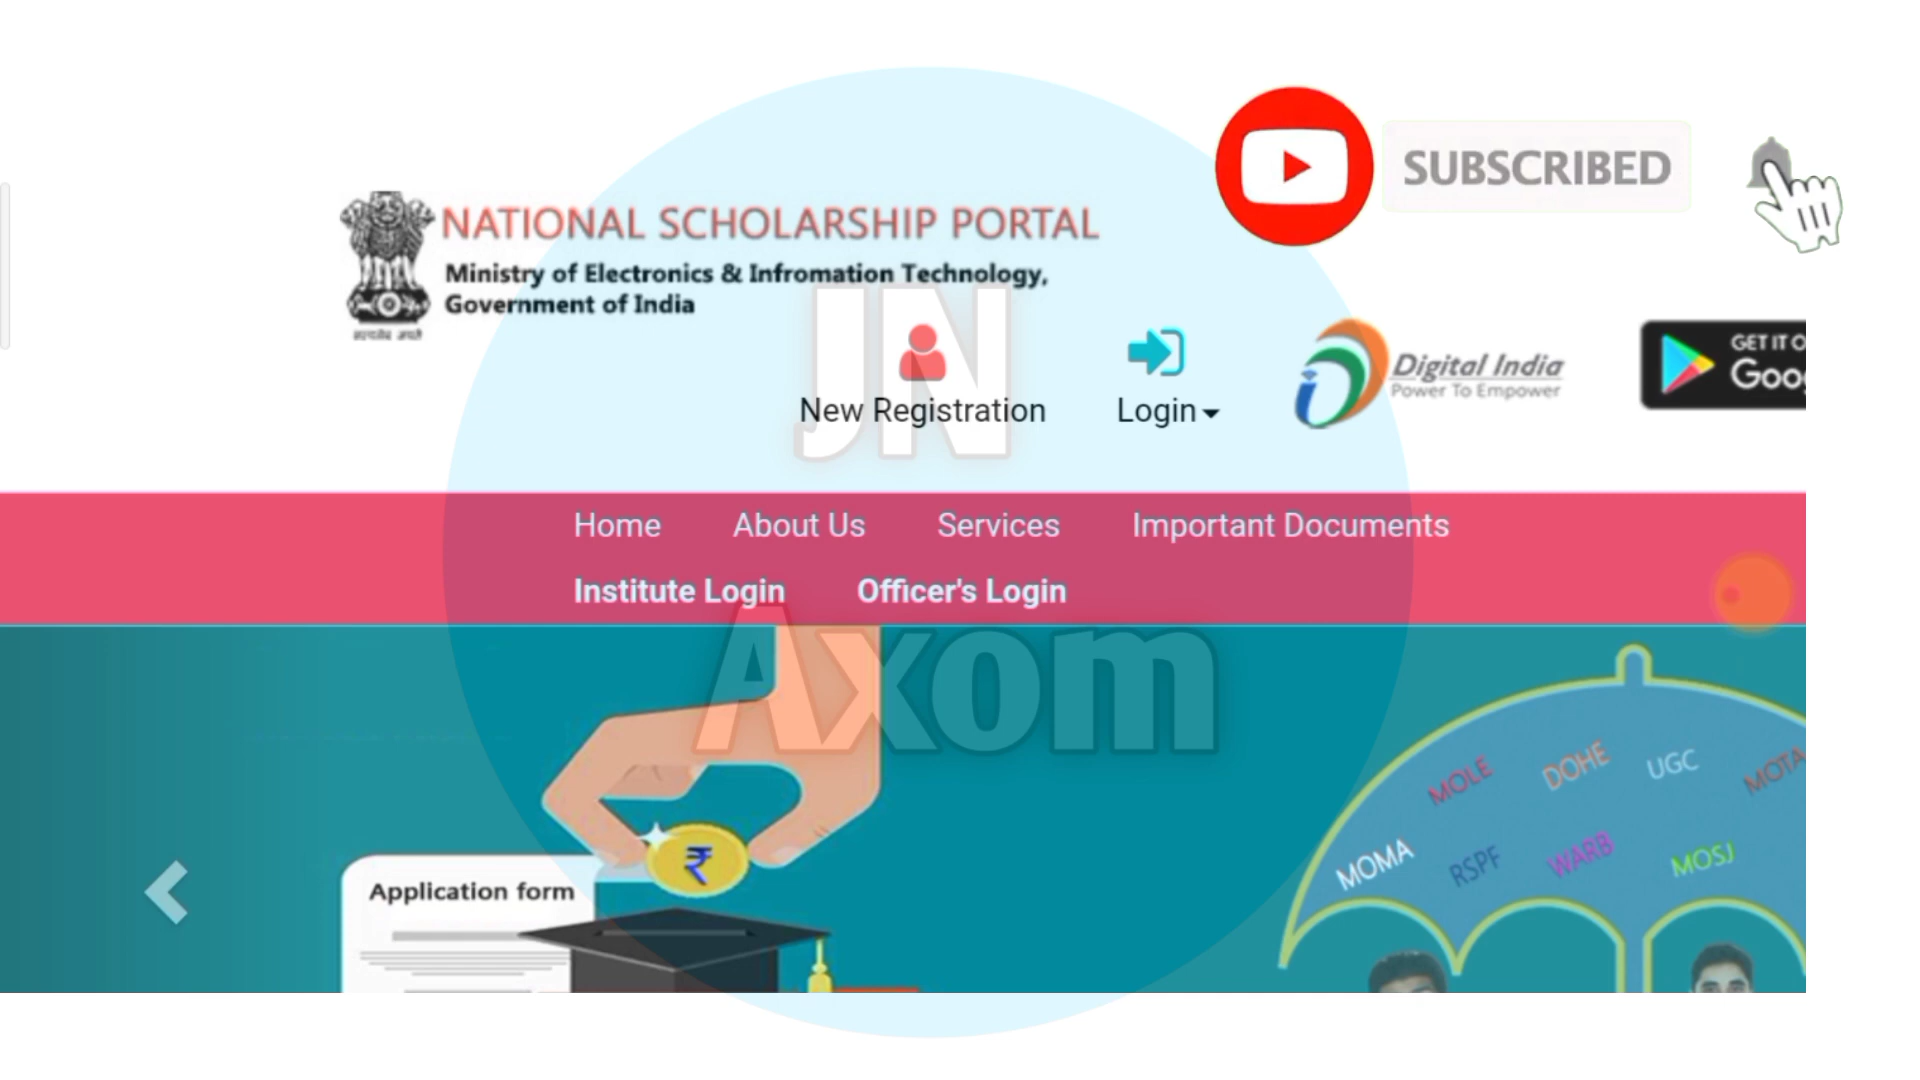 SUBSCRIBED
NATIONAL SCHOLARSHIP PORTAL
Ministry of Electronics & Infromation Technology,
Government of India
JN
New Registration
Login
Digital India
Power To Empower
GET IT O
Goo
Home About Us Services Important Documents
Institute Login Officer's Login
Axom
MOLE DOHE UGC MOTA
MOMA RSPF WARB MOSJ
₹
Application form